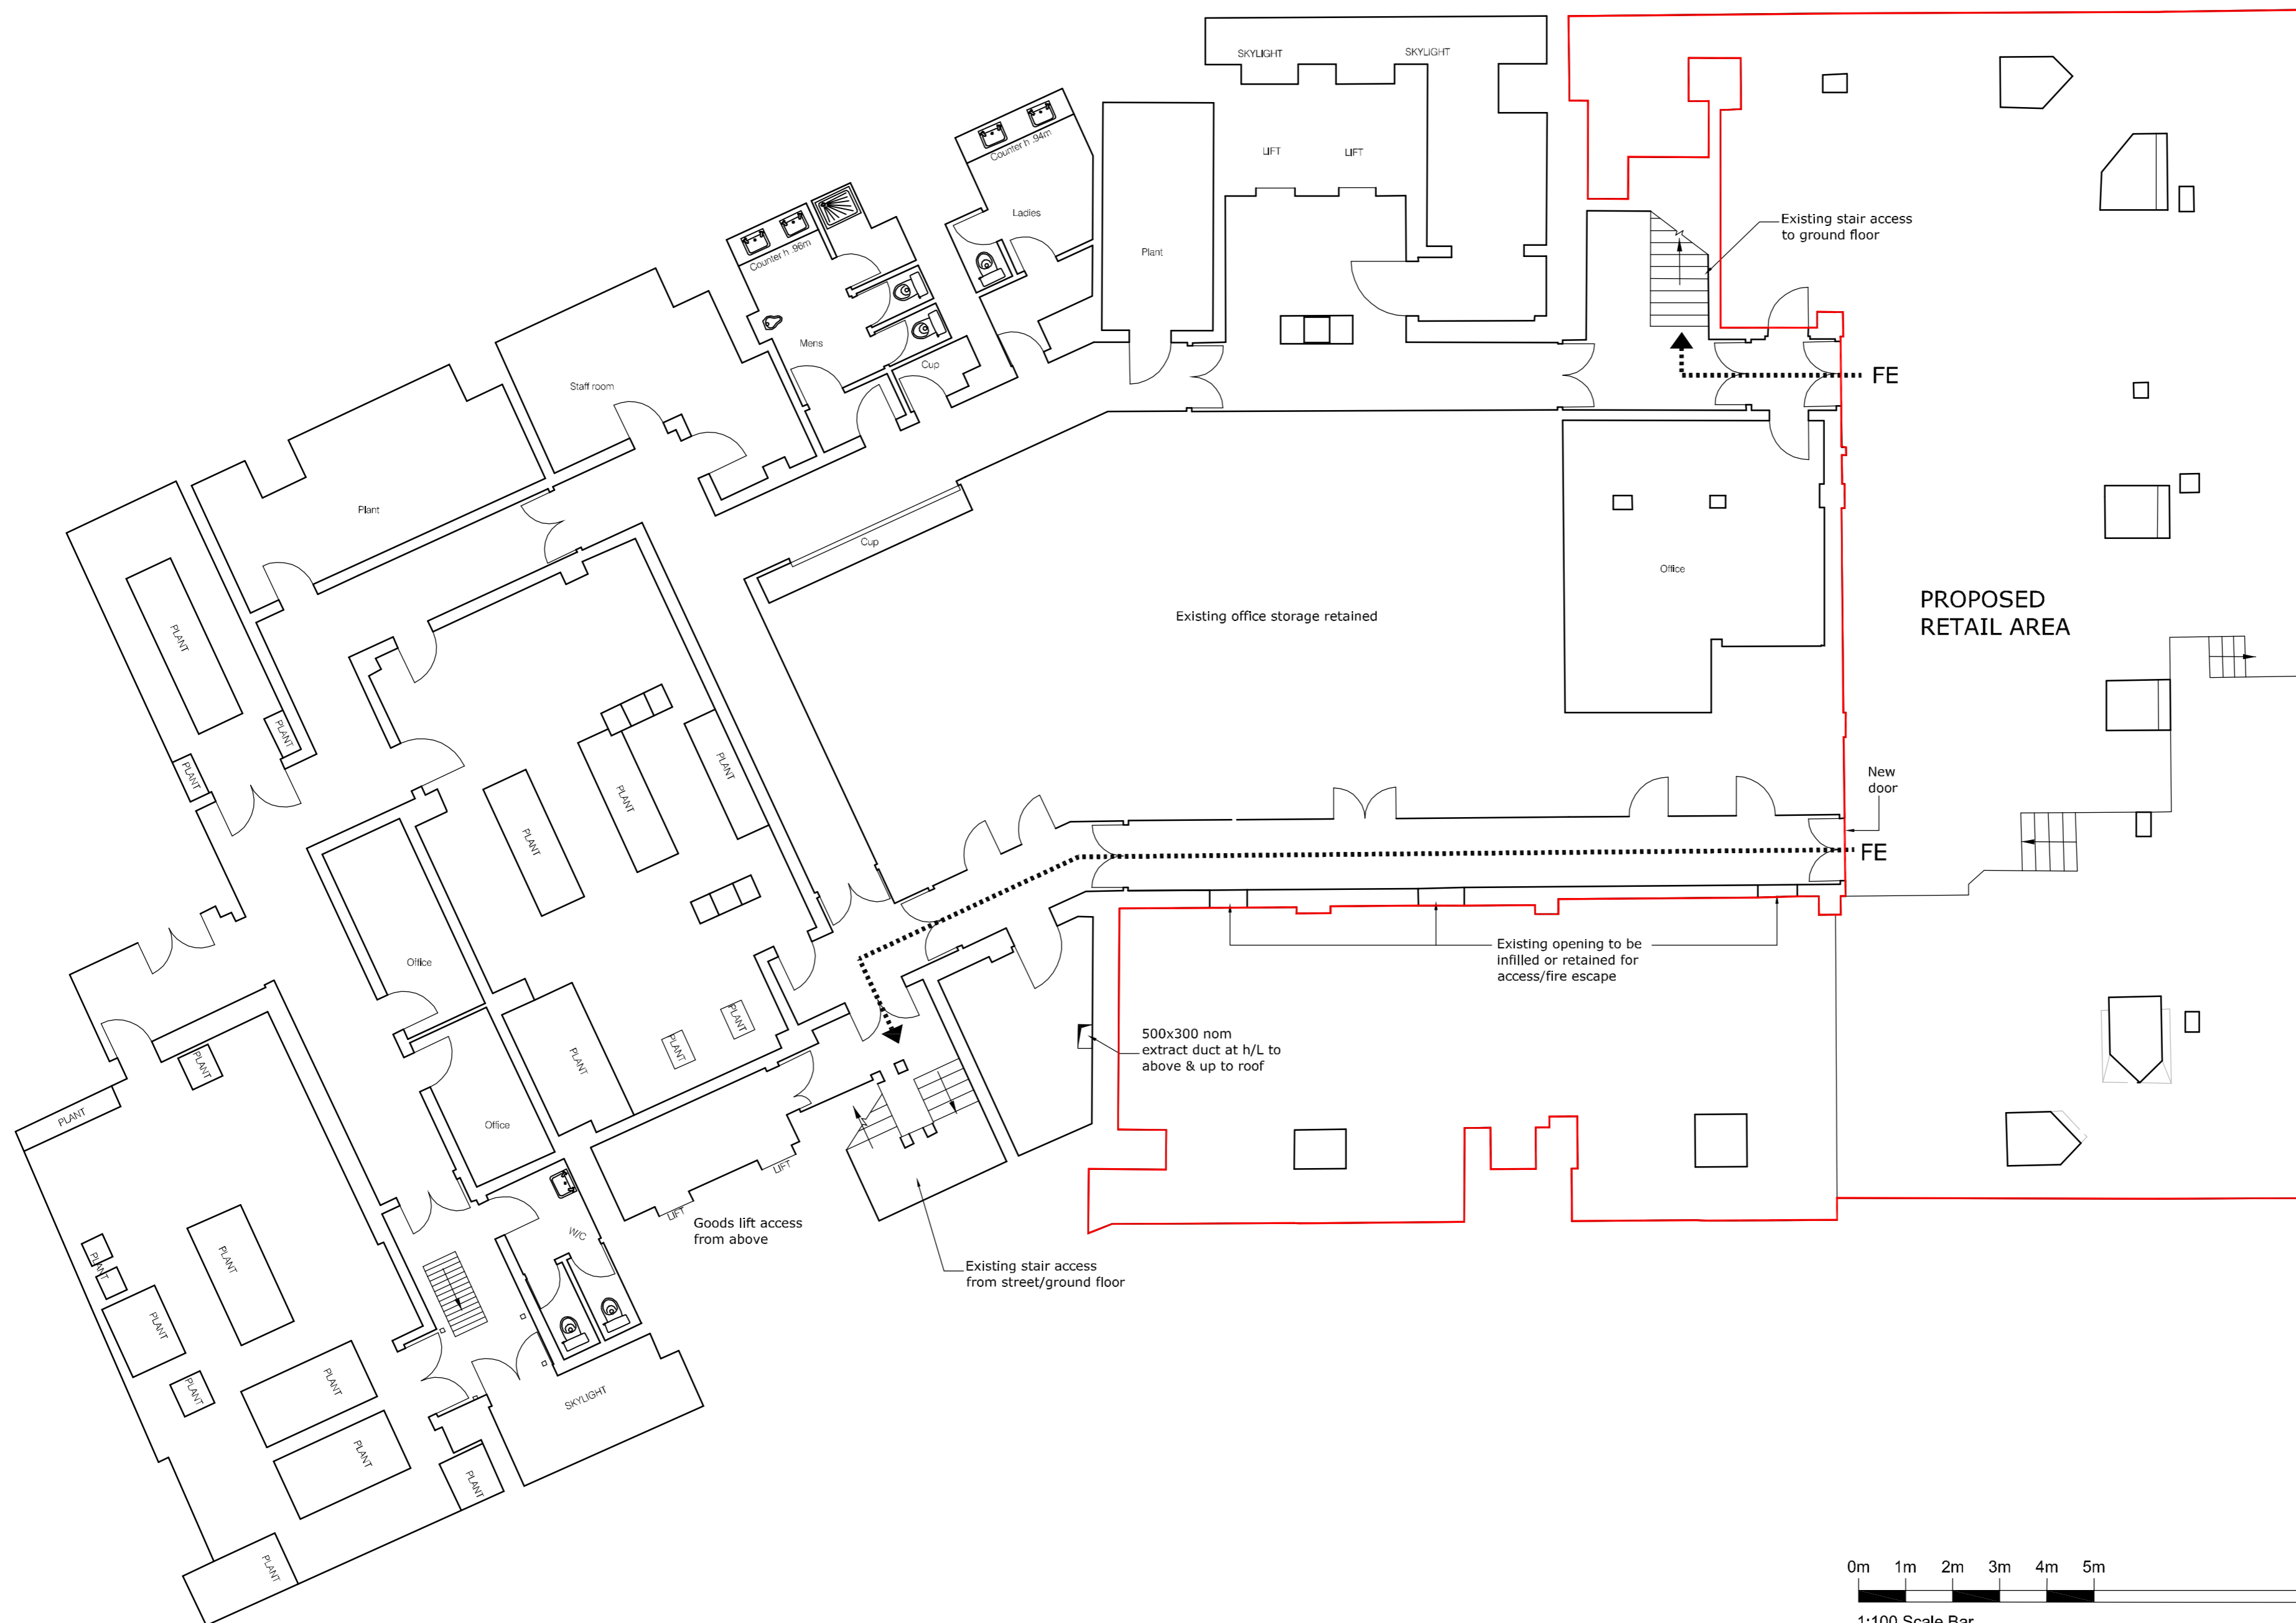 SKYLIGHT
SKYLIGHT
Counter h .94m
LIFT
LIFT
Ladies
Existing stair access
to ground floor
Counter h .96m
Plant
Mens
Cup
FE
Staff room
Plant
Cup
Office
PROPOSED
RETAIL AREA
Existing office storage retained
PLANT
PLANT
PLANT
PLANT
PLANT
PLANT
New
door
FE
Office
Existing opening to be
infilled or retained for
access/fire escape
PLANT
PLANT
500x300 nom
extract duct at h/L to
above & up to roof
PLANT
PLANT
PLANT
Office
LIFT
LIFT
Goods lift access
from above
W/C
PLANT
PLANT
Existing stair access
from street/ground floor
PLANT
PLANT
PLANT
SKYLIGHT
PLANT
PLANT
PLANT
0m 1m 2m 3m 4m 5m
1:100 Scale Bar